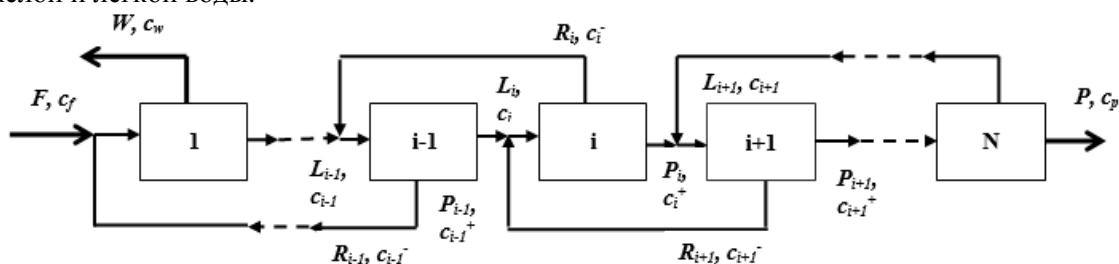 легкой воды.
W, c_w
R_i, c_i^-
F, c_f
L_i,
c_i
L_{i+1}, c_{i+1}
P, c_p
1
i-1
i
i+1
N
L_{i-1},
c_{i-1}
P_{i-1},
c_{i-1}^+
P_i,
c_i^+
P_{i+1},
c_{i+1}^+
R_{i-1}, c_{i-1}^-
R_{i+1}, c_{i+1}^-